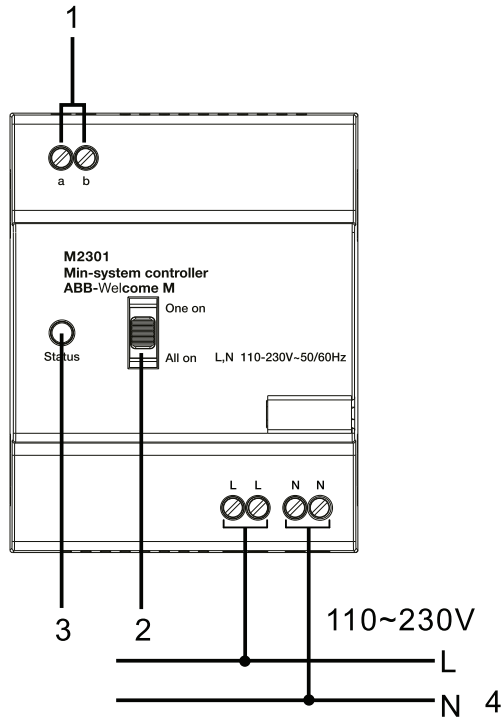 1
a b
M2301
Min-system controller
ABB-Welcome M
One on
Status
All on
L,N 110-230V~50/60Hz
L L N N
3 2
110~230V
L
N 4